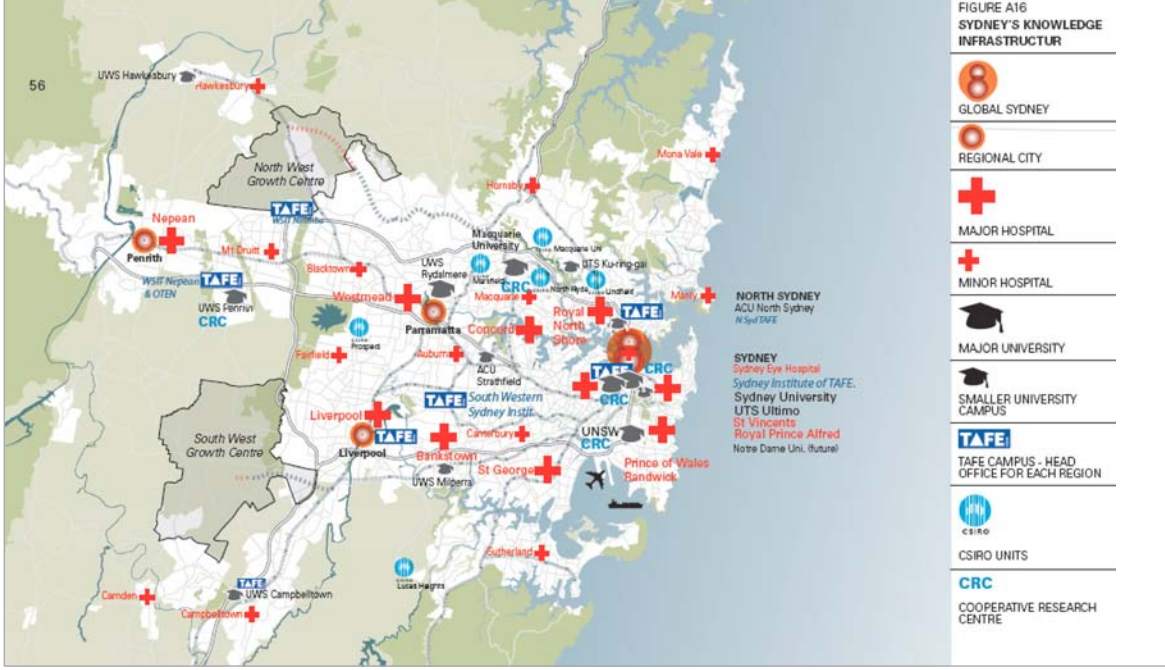 56
UWS Hawkesbury
Hawkesbury
North West
Growth Centre
TAFE
Mona Vale
Hornsby
Nepean
Penrith
Mt Druitt
Blacktown
Macquarie
University
Macquarie Uni
UTS Ku-ring-gai
CSIRO
Marsfield
CRC
North Ryde
Lindfield
WSIT Nepean
& OTEN
TAFE
UWS Penrith
CRC
UWS
Rydalmere
Westmead
Parramatta
Macquarie
Concord
Royal
North
Shore
TAFE
Manly
NORTH SYDNEY
ACU North Sydney
N Syd TAFE
Prospect
Fairfield
Auburn
ACU
Strathfield
TAFE
CRC
CRC
SYDNEY
Sydney Eye Hospital
Sydney Institute of TAFE.
Sydney University
UTS Ultimo
St Vincents
Royal Prince Alfred
Notre Dame Uni. (future)
TAFE
South Western
Sydney Instit.
Liverpool
TAFE
Liverpool
South West
Growth Centre
Canterbury
UNSW
CRC
Bankstown
UWS Milperra
St George
Prince of Wales
Randwick
Sutherland
Lucas Heights
Camden
TAFE
UWS Campbelltown
Campbelltown
FIGURE A16
SYDNEY'S KNOWLEDGE
INFRASTRUCTUR
GLOBAL SYDNEY
REGIONAL CITY
MAJOR HOSPITAL
MINOR HOSPITAL
MAJOR UNIVERSITY
SMALLER UNIVERSITY
CAMPUS
TAFE
TAFE CAMPUS - HEAD
OFFICE FOR EACH REGION
CSIRO
CSIRO UNITS
CRC
COOPERATIVE RESEARCH
CENTRE